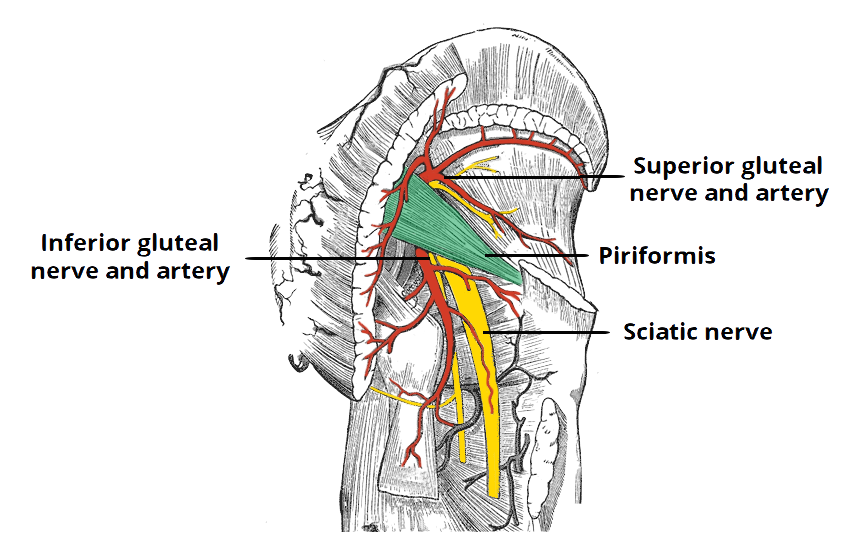 Superior gluteal
nerve and artery
Inferior gluteal
nerve and artery
Piriformis
Sciatic nerve